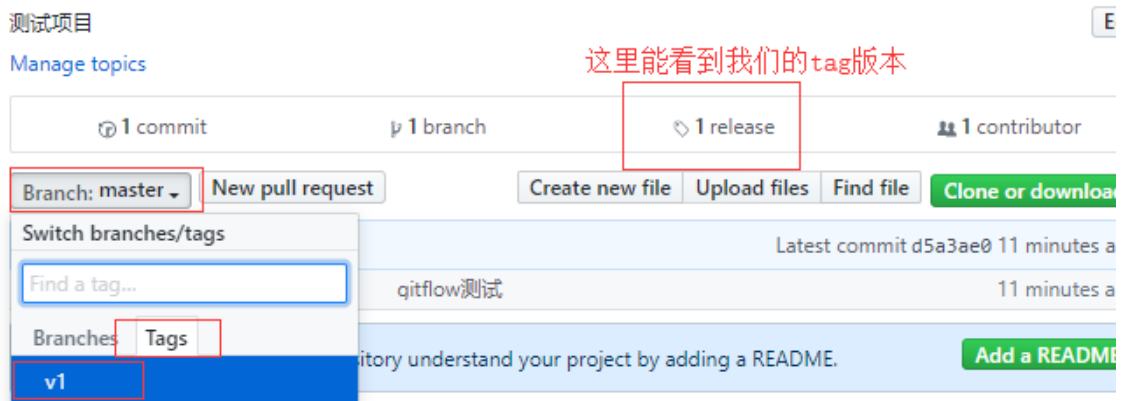 测试项目
E
Manage topics
这里能看到我们的tag版本
1 commit
1 branch
1 release
1 contributor
Branch: master
New pull request
Create new file
Upload files
Find file
Clone or download
Switch branches/tags
Latest commit d5a3ae0 11 minutes a
Find a tag...
gitflow测试
11 minutes a
Branches
Tags
itory understand your project by adding a README.
Add a README
v1